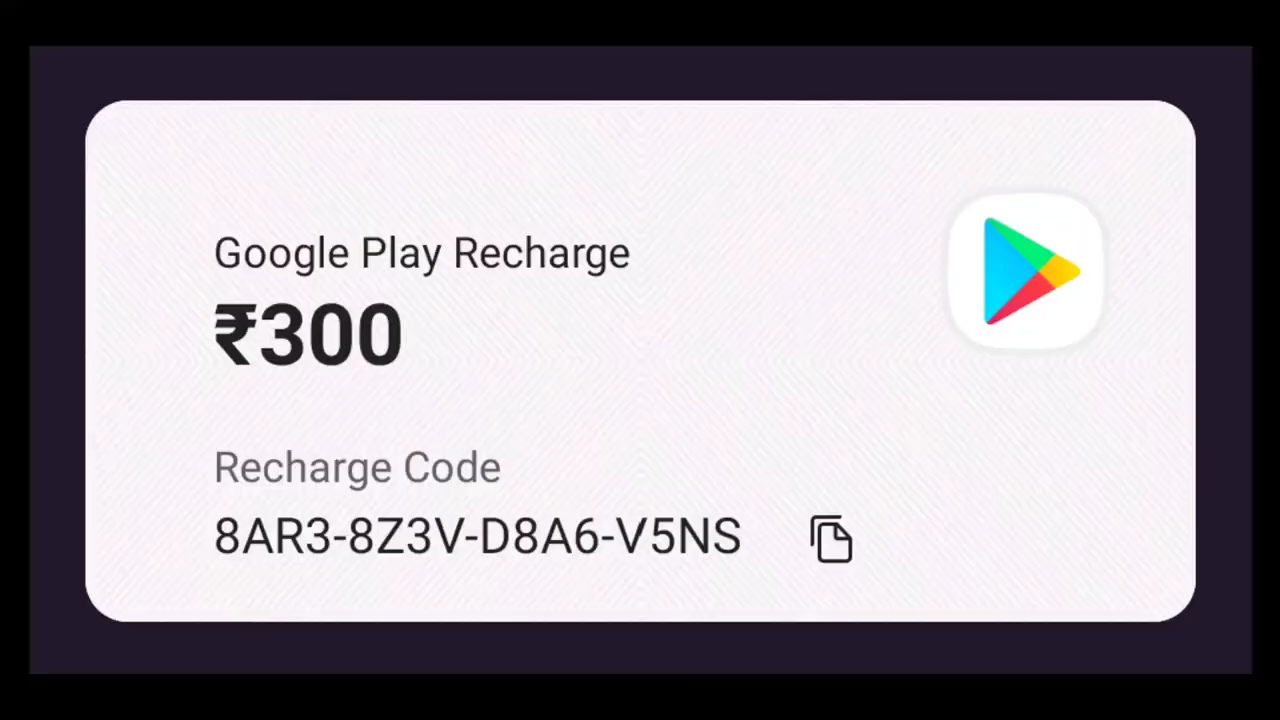 Google Play Recharge
₹300
Recharge Code
8AR3-8Z3V-D8A6-V5NS